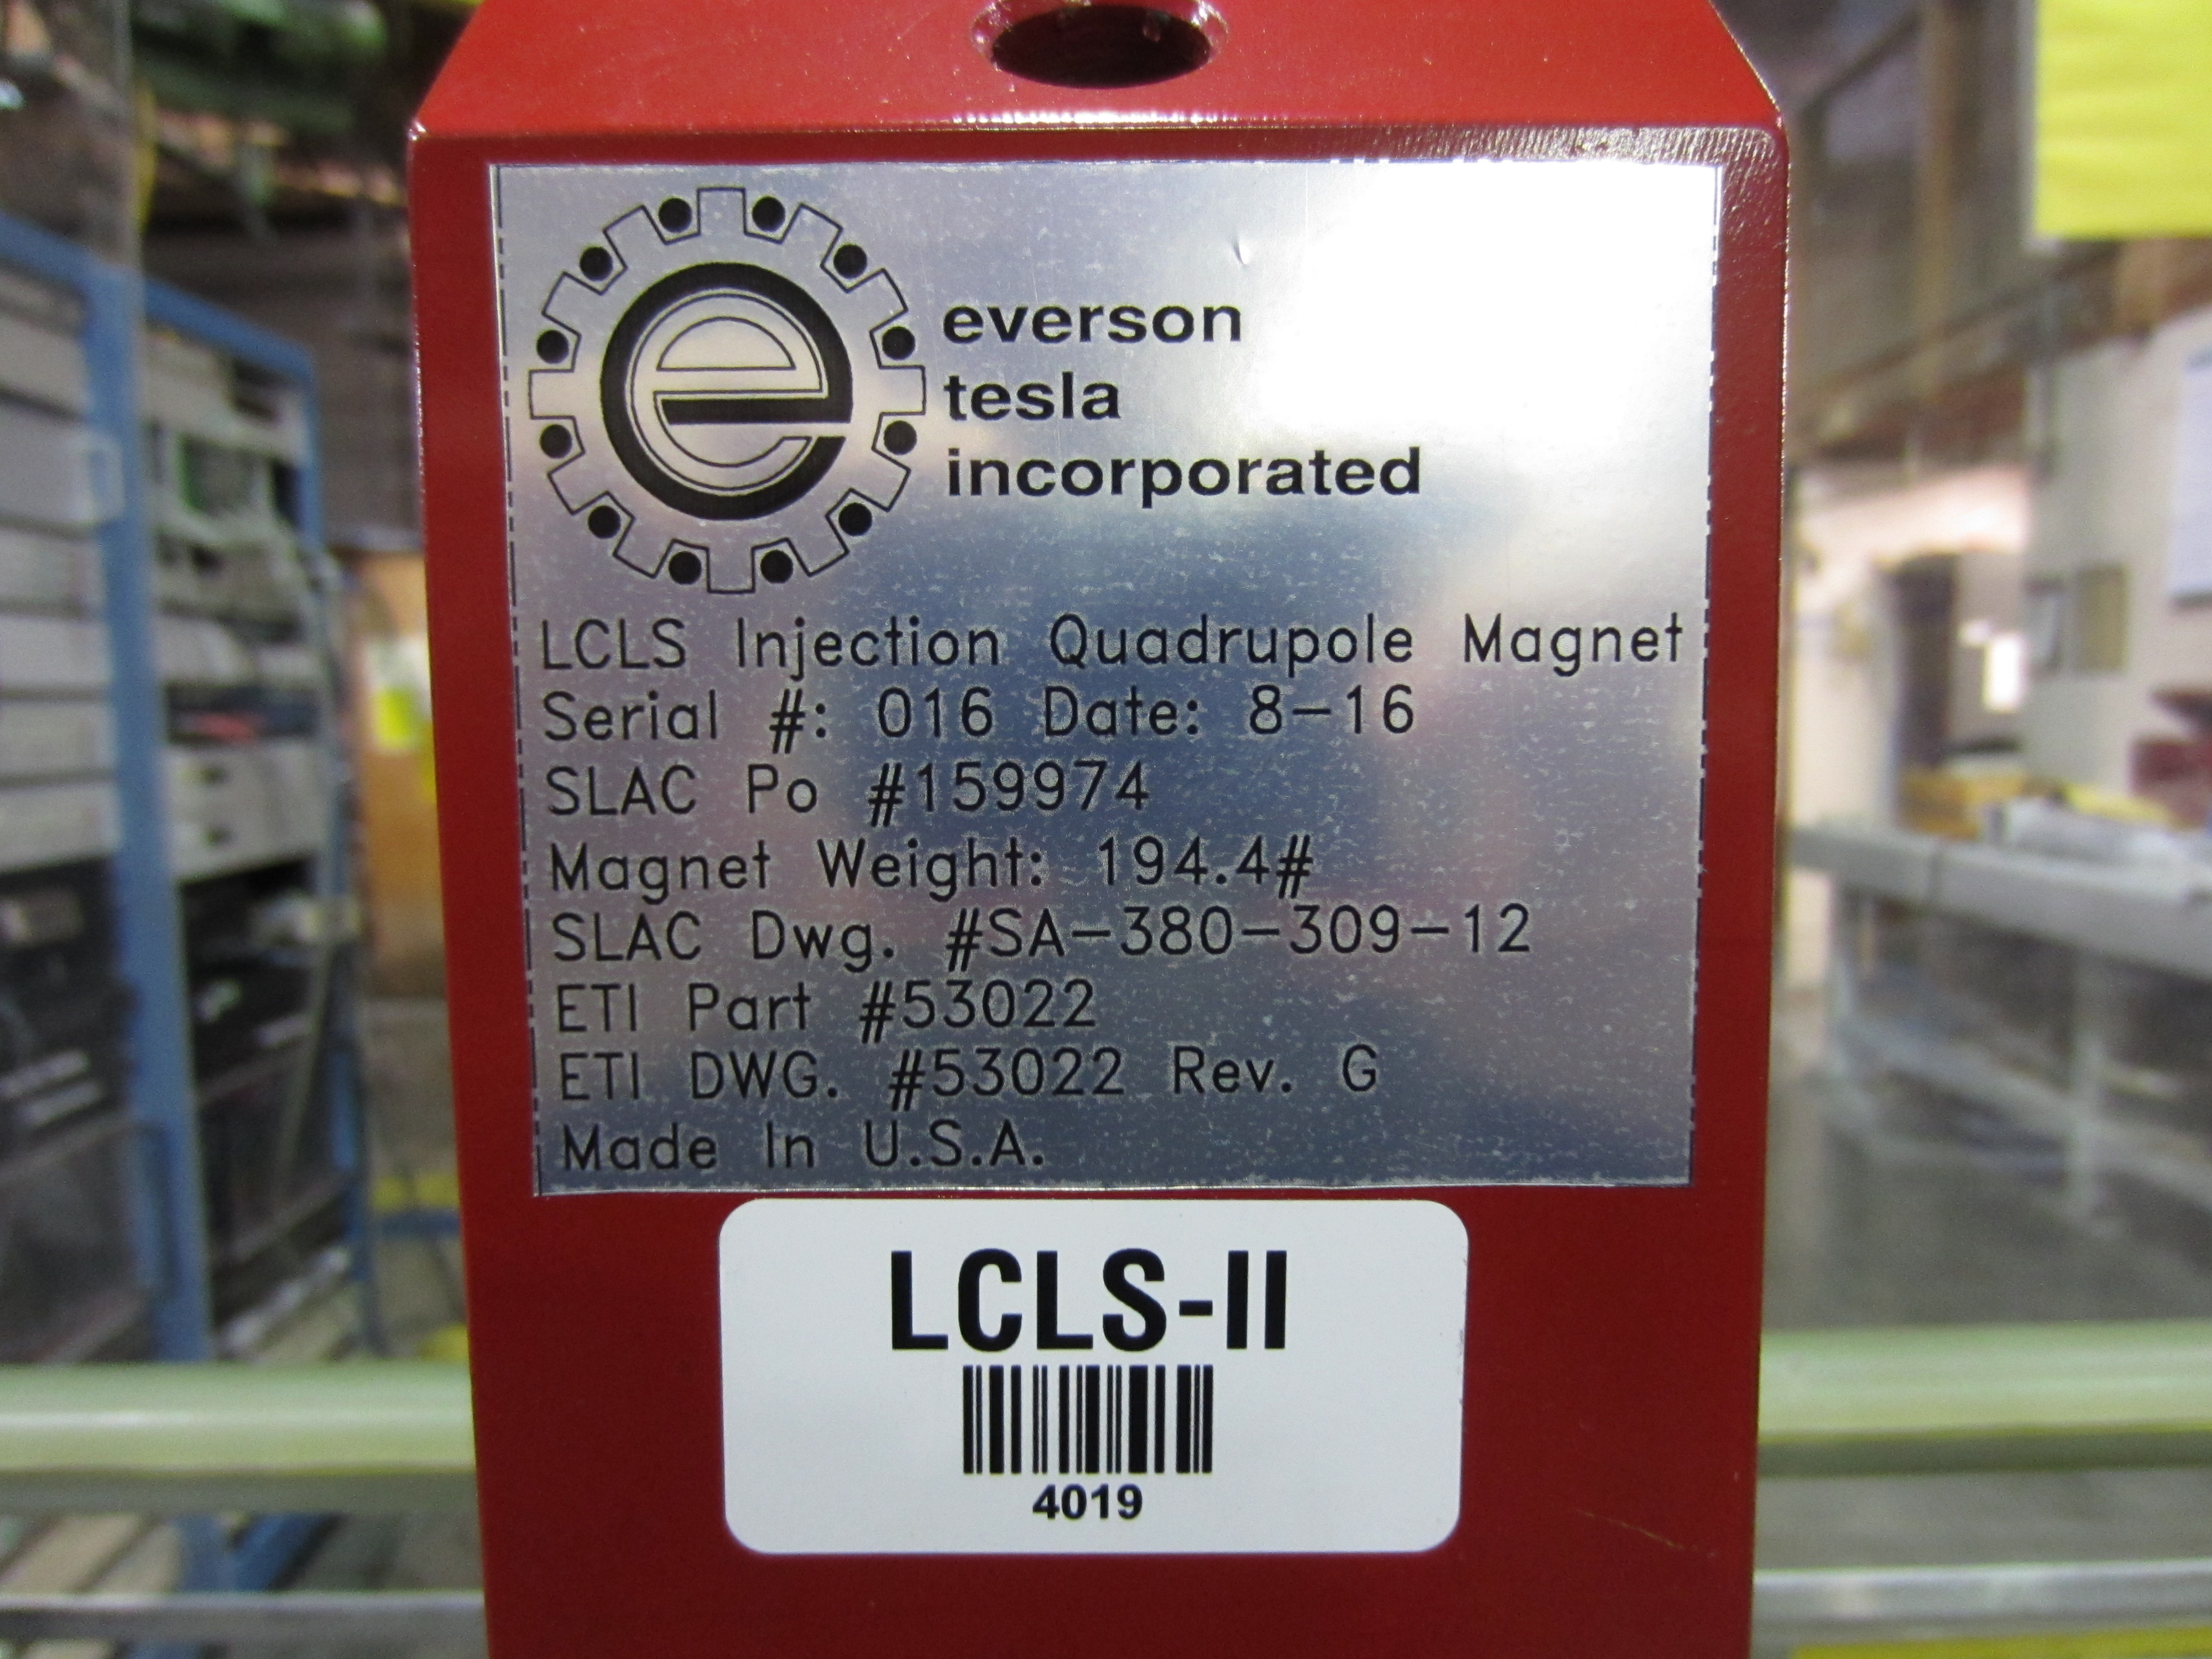 e
everson
tesla
incorporated
LCLS Injection Quadrupole Magnet
Serial #: 016 Date: 8-16
SLAC Po #159974
Magnet Weight: 194.4#
SLAC Dwg. #SA-380-309-12
ETI Part #53022
ETI DWG. #53022 Rev. G
Made In U.S.A.
LCLS-II
4019